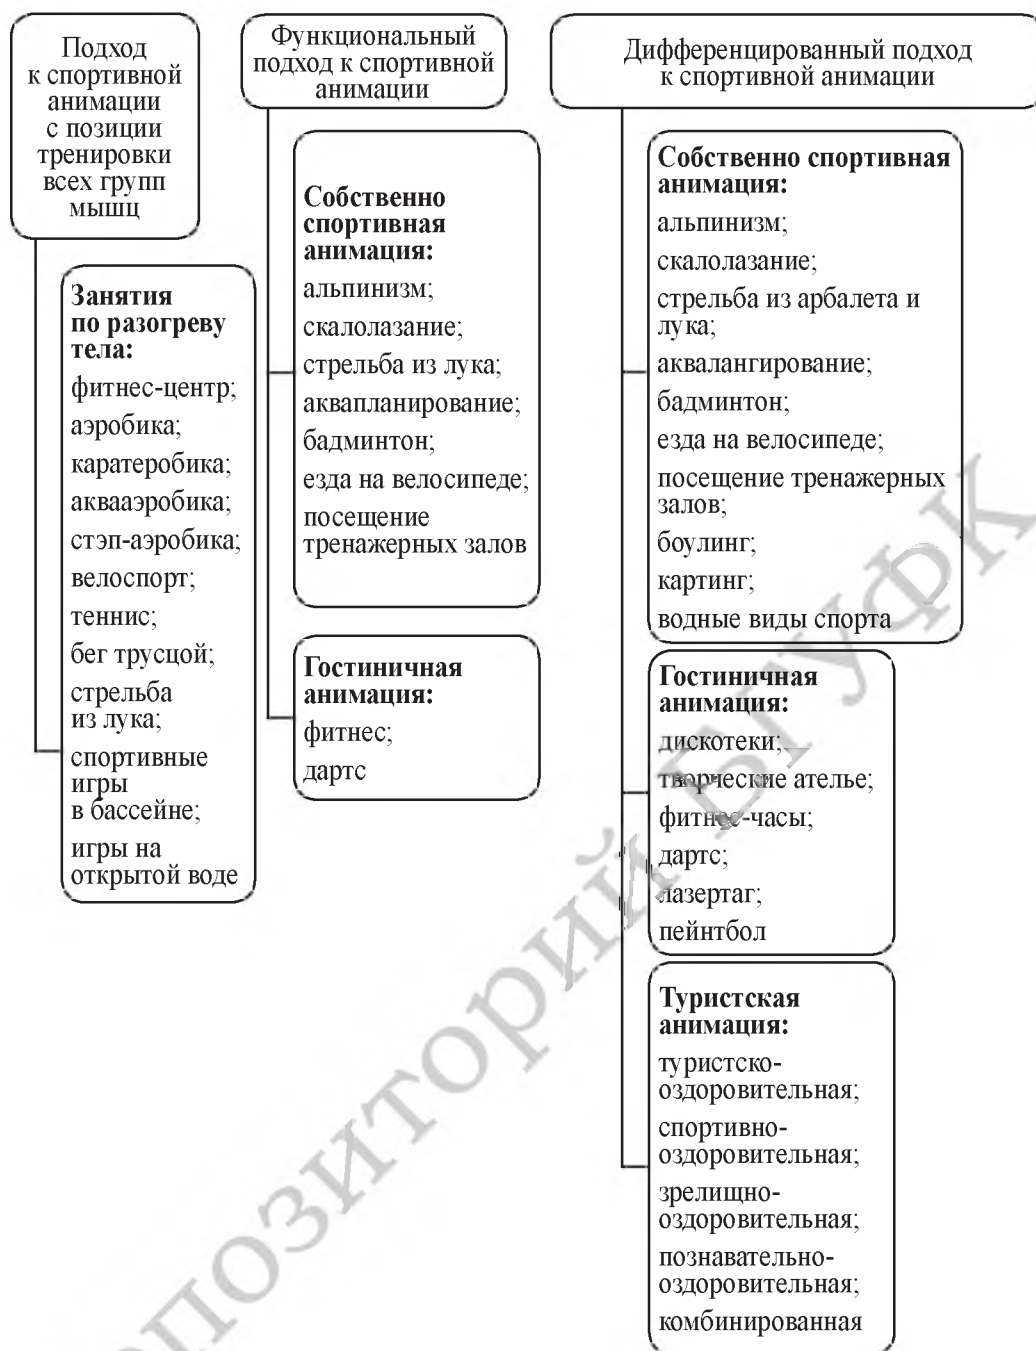 Подход
к спортивной
анимации
с позиции
тренировки
всех групп
мышц
Занятия
по разогреву
тела:
фитнес-центр;
аэробика;
каратеробика;
аквааэробика;
стэп-аэробика;
велоспорт;
теннис;
бег трусцой;
стрельба
из лука;
спортивные
игры
в бассейне;
игры на
открытой воде
Функциональный
подход к спортивной
анимации
Собственно
спортивная
анимация:
альпинизм;
скалолазание;
стрельба из лука;
аквапланирование;
бадминтон;
езда на велосипеде;
посещение
тренажерных залов
Гостиничная
анимация:
фитнес;
дартс
Дифференцированный подход
к спортивной анимации
Собственно спортивная
анимация:
альпинизм;
скалолазание;
стрельба из арбалета и
лука;
аквалангирование;
бадминтон;
езда на велосипеде;
посещение тренажерных
залов;
боулинг;
картинг;
водные виды спорта
Гостиничная
анимация:
дискотеки;
творческие ателье;
фитнес-часы;
дартс;
лазертаг;
пейнтбол
Туристская
анимация:
туристско-
оздоровительная;
спортивно-
оздоровительная;
зрелищно-
оздоровительная;
познавательно-
оздоровительная;
комбинированная
позиторий БГУФК